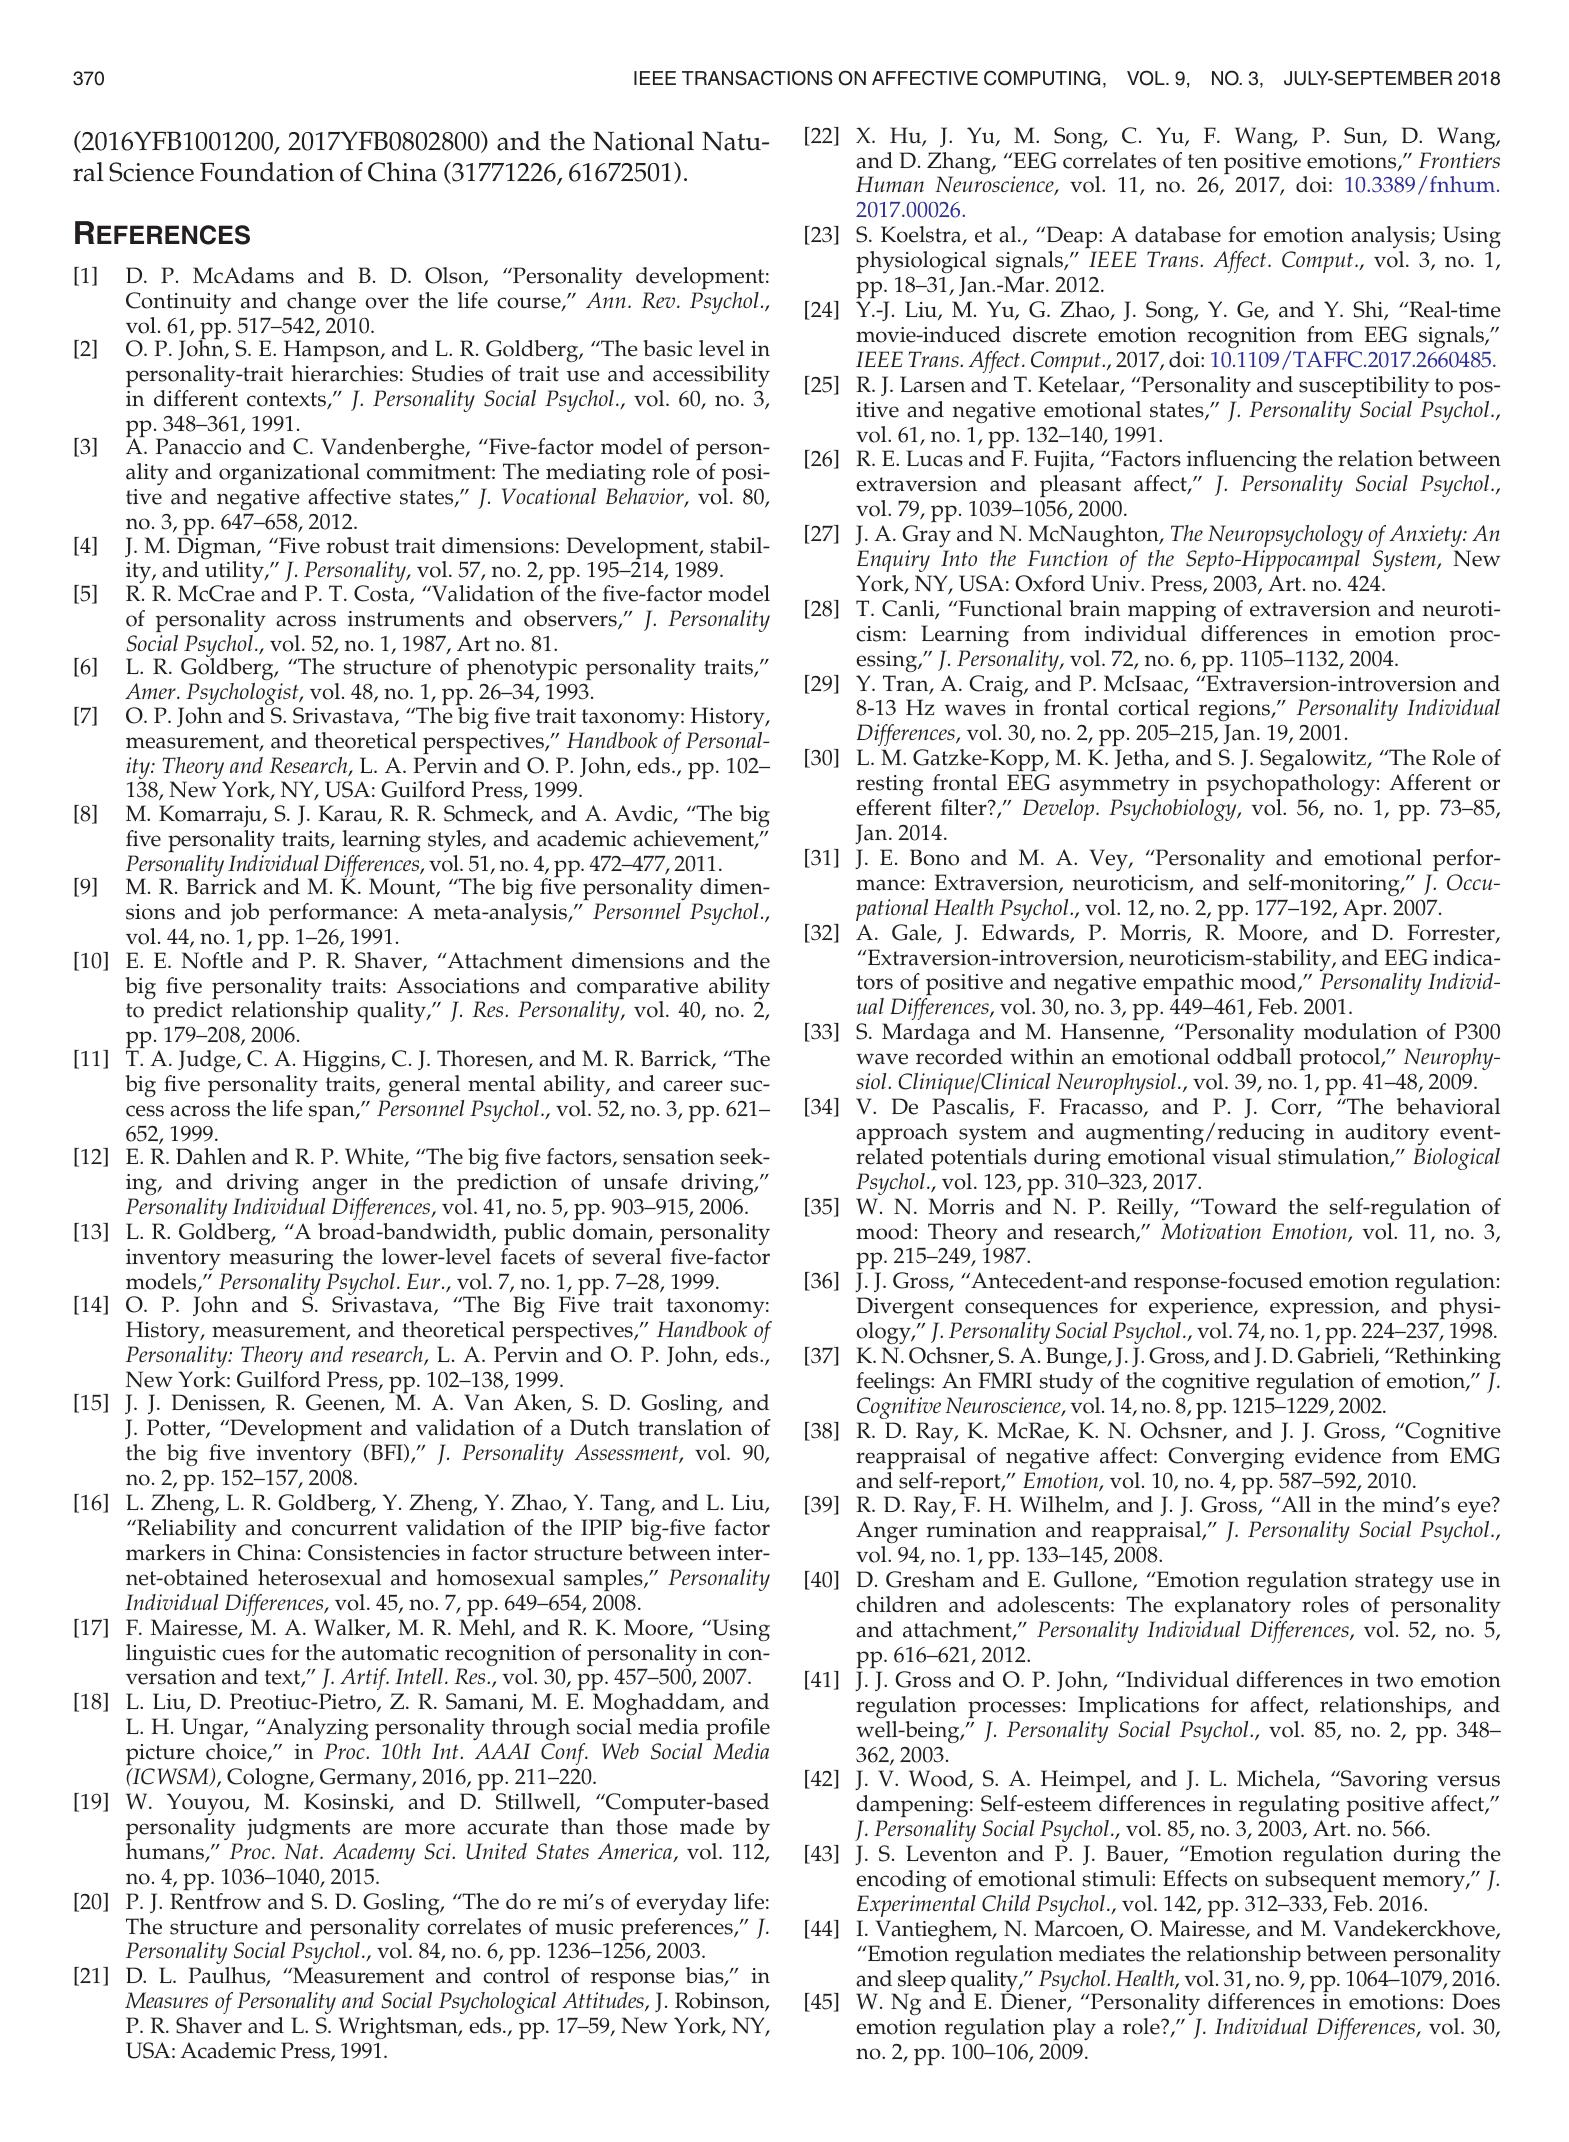 370
IEEE TRANSACTIONS ON AFFECTIVE COMPUTING, VOL. 9, NO. 3, JULY-SEPTEMBER 2018
(2016YFB1001200, 2017YFB0802800) and the National Natu-
ral Science Foundation of China (31771226, 61672501).
REFERENCES
[1] D. P. McAdams and B. D. Olson, “Personality development:
Continuity and change over the life course,” Ann. Rev. Psychol.,
vol. 61, pp. 517–542, 2010.
[2] O. P. John, S. E. Hampson, and L. R. Goldberg, “The basic level in
personality-trait hierarchies: Studies of trait use and accessibility
in different contexts,” J. Personality Social Psychol., vol. 60, no. 3,
pp. 348–361, 1991.
[3] A. Panaccio and C. Vandenberghe, “Five-factor model of person-
ality and organizational commitment: The mediating role of posi-
tive and negative affective states,” J. Vocational Behavior, vol. 80,
no. 3, pp. 647–658, 2012.
[4] J. M. Digman, “Five robust trait dimensions: Development, stabil-
ity, and utility,” J. Personality, vol. 57, no. 2, pp. 195–214, 1989.
[5] R. R. McCrae and P. T. Costa, “Validation of the five-factor model
of personality across instruments and observers,” J. Personality
Social Psychol., vol. 52, no. 1, 1987, Art no. 81.
[6] L. R. Goldberg, “The structure of phenotypic personality traits,”
Amer. Psychologist, vol. 48, no. 1, pp. 26–34, 1993.
[7] O. P. John and S. Srivastava, “The big five trait taxonomy: History,
measurement, and theoretical perspectives,” Handbook of Personal-
ity: Theory and Research, L. A. Pervin and O. P. John, eds., pp. 102–
138, New York, NY, USA: Guilford Press, 1999.
[8] M. Komarraju, S. J. Karau, R. R. Schmeck, and A. Avdic, “The big
five personality traits, learning styles, and academic achievement,”
Personality Individual Differences, vol. 51, no. 4, pp. 472–477, 2011.
[9] M. R. Barrick and M. K. Mount, “The big five personality dimen-
sions and job performance: A meta-analysis,” Personnel Psychol.,
vol. 44, no. 1, pp. 1–26, 1991.
[10] E. E. Noftle and P. R. Shaver, “Attachment dimensions and the
big five personality traits: Associations and comparative ability
to predict relationship quality,” J. Res. Personality, vol. 40, no. 2,
pp. 179–208, 2006.
[11] T. A. Judge, C. A. Higgins, C. J. Thoresen, and M. R. Barrick, “The
big five personality traits, general mental ability, and career suc-
cess across the life span,” Personnel Psychol., vol. 52, no. 3, pp. 621–
652, 1999.
[12] E. R. Dahlen and R. P. White, “The big five factors, sensation seek-
ing, and driving anger in the prediction of unsafe driving,”
Personality Individual Differences, vol. 41, no. 5, pp. 903–915, 2006.
[13] L. R. Goldberg, “A broad-bandwidth, public domain, personality
inventory measuring the lower-level facets of several five-factor
models,” Personality Psychol. Eur., vol. 7, no. 1, pp. 7–28, 1999.
[14] O. P. John and S. Srivastava, “The Big Five trait taxonomy:
History, measurement, and theoretical perspectives,” Handbook of
Personality: Theory and research, L. A. Pervin and O. P. John, eds.,
New York: Guilford Press, pp. 102–138, 1999.
[15] J. J. Denissen, R. Geenen, M. A. Van Aken, S. D. Gosling, and
J. Potter, “Development and validation of a Dutch translation of
the big five inventory (BFI),” J. Personality Assessment, vol. 90,
no. 2, pp. 152–157, 2008.
[16] L. Zheng, L. R. Goldberg, Y. Zheng, Y. Zhao, Y. Tang, and L. Liu,
“Reliability and concurrent validation of the IPIP big-five factor
markers in China: Consistencies in factor structure between inter-
net-obtained heterosexual and homosexual samples,” Personality
Individual Differences, vol. 45, no. 7, pp. 649–654, 2008.
[17] F. Mairesse, M. A. Walker, M. R. Mehl, and R. K. Moore, “Using
linguistic cues for the automatic recognition of personality in con-
versation and text,” J. Artif. Intell. Res., vol. 30, pp. 457–500, 2007.
[18] L. Liu, D. Preotiuc-Pietro, Z. R. Samani, M. E. Moghaddam, and
L. H. Ungar, “Analyzing personality through social media profile
picture choice,” in Proc. 10th Int. AAAI Conf. Web Social Media
(ICWSM), Cologne, Germany, 2016, pp. 211–220.
[19] W. Youyou, M. Kosinski, and D. Stillwell, “Computer-based
personality judgments are more accurate than those made by
humans,” Proc. Nat. Academy Sci. United States America, vol. 112,
no. 4, pp. 1036–1040, 2015.
[20] P. J. Rentfrow and S. D. Gosling, “The do re mi’s of everyday life:
The structure and personality correlates of music preferences,” J.
Personality Social Psychol., vol. 84, no. 6, pp. 1236–1256, 2003.
[21] D. L. Paulhus, “Measurement and control of response bias,” in
Measures of Personality and Social Psychological Attitudes, J. Robinson,
P. R. Shaver and L. S. Wrightsman, eds., pp. 17–59, New York, NY,
USA: Academic Press, 1991.
[22] X. Hu, J. Yu, M. Song, C. Yu, F. Wang, P. Sun, D. Wang,
and D. Zhang, “EEG correlates of ten positive emotions,” Frontiers
Human Neuroscience, vol. 11, no. 26, 2017, doi: 10.3389/fnhum.
2017.00026.
[23] S. Koelstra, et al., “Deap: A database for emotion analysis; Using
physiological signals,” IEEE Trans. Affect. Comput., vol. 3, no. 1,
pp. 18–31, Jan.-Mar. 2012.
[24] Y.-J. Liu, M. Yu, G. Zhao, J. Song, Y. Ge, and Y. Shi, “Real-time
movie-induced discrete emotion recognition from EEG signals,”
IEEE Trans. Affect. Comput., 2017, doi: 10.1109/TAFFC.2017.2660485.
[25] R. J. Larsen and T. Ketelaar, “Personality and susceptibility to pos-
itive and negative emotional states,” J. Personality Social Psychol.,
vol. 61, no. 1, pp. 132–140, 1991.
[26] R. E. Lucas and F. Fujita, “Factors influencing the relation between
extraversion and pleasant affect,” J. Personality Social Psychol.,
vol. 79, pp. 1039–1056, 2000.
[27] J. A. Gray and N. McNaughton, The Neuropsychology of Anxiety: An
Enquiry Into the Function of the Septo-Hippocampal System, New
York, NY, USA: Oxford Univ. Press, 2003, Art. no. 424.
[28] T. Canli, “Functional brain mapping of extraversion and neuroti-
cism: Learning from individual differences in emotion proc-
essing,” J. Personality, vol. 72, no. 6, pp. 1105–1132, 2004.
[29] Y. Tran, A. Craig, and P. McIsaac, “Extraversion-introversion and
8-13 Hz waves in frontal cortical regions,” Personality Individual
Differences, vol. 30, no. 2, pp. 205–215, Jan. 19, 2001.
[30] L. M. Gatzke-Kopp, M. K. Jetha, and S. J. Segalowitz, “The Role of
resting frontal EEG asymmetry in psychopathology: Afferent or
efferent filter?,” Develop. Psychobiology, vol. 56, no. 1, pp. 73–85,
Jan. 2014.
[31] J. E. Bono and M. A. Vey, “Personality and emotional perfor-
mance: Extraversion, neuroticism, and self-monitoring,” J. Occu-
pational Health Psychol., vol. 12, no. 2, pp. 177–192, Apr. 2007.
[32] A. Gale, J. Edwards, P. Morris, R. Moore, and D. Forrester,
“Extraversion-introversion, neuroticism-stability, and EEG indica-
tors of positive and negative empathic mood,” Personality Individ-
ual Differences, vol. 30, no. 3, pp. 449–461, Feb. 2001.
[33] S. Mardaga and M. Hansenne, “Personality modulation of P300
wave recorded within an emotional oddball protocol,” Neurophy-
siol. Clinique/Clinical Neurophysiol., vol. 39, no. 1, pp. 41–48, 2009.
[34] V. De Pascalis, F. Fracasso, and P. J. Corr, “The behavioral
approach system and augmenting/reducing in auditory event-
related potentials during emotional visual stimulation,” Biological
Psychol., vol. 123, pp. 310–323, 2017.
[35] W. N. Morris and N. P. Reilly, “Toward the self-regulation of
mood: Theory and research,” Motivation Emotion, vol. 11, no. 3,
pp. 215–249, 1987.
[36] J. J. Gross, “Antecedent-and response-focused emotion regulation:
Divergent consequences for experience, expression, and physi-
ology,” J. Personality Social Psychol., vol. 74, no. 1, pp. 224–237, 1998.
[37] K. N. Ochsner, S. A. Bunge, J. J. Gross, and J. D. Gabrieli, “Rethinking
feelings: An FMRI study of the cognitive regulation of emotion,” J.
Cognitive Neuroscience, vol. 14, no. 8, pp. 1215–1229, 2002.
[38] R. D. Ray, K. McRae, K. N. Ochsner, and J. J. Gross, “Cognitive
reappraisal of negative affect: Converging evidence from EMG
and self-report,” Emotion, vol. 10, no. 4, pp. 587–592, 2010.
[39] R. D. Ray, F. H. Wilhelm, and J. J. Gross, “All in the mind’s eye?
Anger rumination and reappraisal,” J. Personality Social Psychol.,
vol. 94, no. 1, pp. 133–145, 2008.
[40] D. Gresham and E. Gullone, “Emotion regulation strategy use in
children and adolescents: The explanatory roles of personality
and attachment,” Personality Individual Differences, vol. 52, no. 5,
pp. 616–621, 2012.
[41] J. J. Gross and O. P. John, “Individual differences in two emotion
regulation processes: Implications for affect, relationships, and
well-being,” J. Personality Social Psychol., vol. 85, no. 2, pp. 348–
362, 2003.
[42] J. V. Wood, S. A. Heimpel, and J. L. Michela, “Savoring versus
dampening: Self-esteem differences in regulating positive affect,”
J. Personality Social Psychol., vol. 85, no. 3, 2003, Art. no. 566.
[43] J. S. Leventon and P. J. Bauer, “Emotion regulation during the
encoding of emotional stimuli: Effects on subsequent memory,” J.
Experimental Child Psychol., vol. 142, pp. 312–333, Feb. 2016.
[44] I. Vantieghem, N. Marcoen, O. Mairesse, and M. Vandekerckhove,
“Emotion regulation mediates the relationship between personality
and sleep quality,” Psychol. Health, vol. 31, no. 9, pp. 1064–1079, 2016.
[45] W. Ng and E. Diener, “Personality differences in emotions: Does
emotion regulation play a role?,” J. Individual Differences, vol. 30,
no. 2, pp. 100–106, 2009.